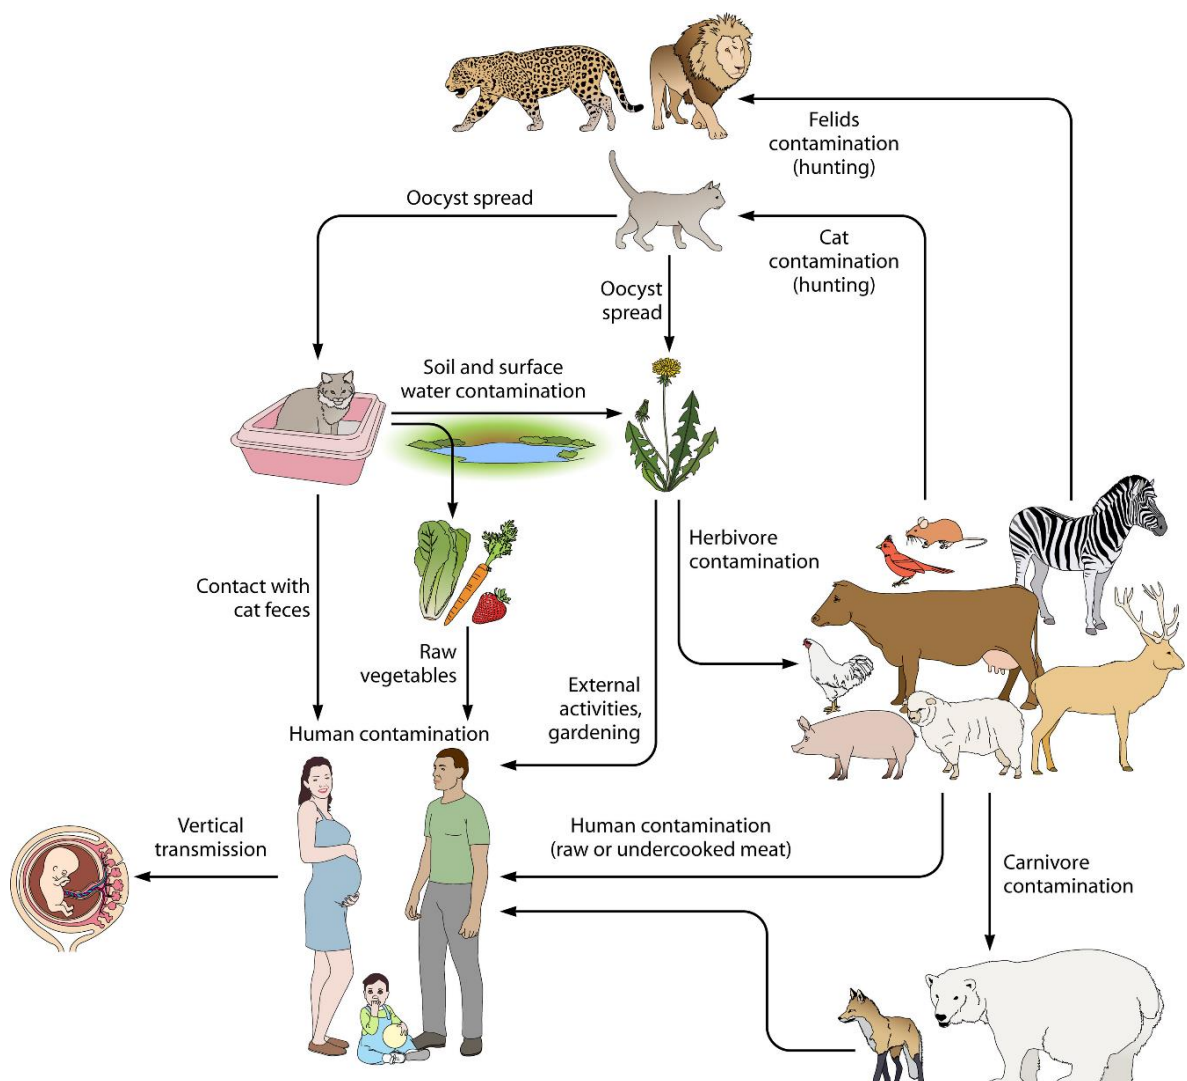 Felids
contamination
(hunting)
Oocyst spread
Cat
contamination
(hunting)
Oocyst
spread
Soil and surface
water contamination
Herbivore
contamination
Contact with
cat feces
Raw
vegetables
External
activities,
gardening
Human contamination
Vertical
transmission
Human contamination
(raw or undercooked meat)
Carnivore
contamination